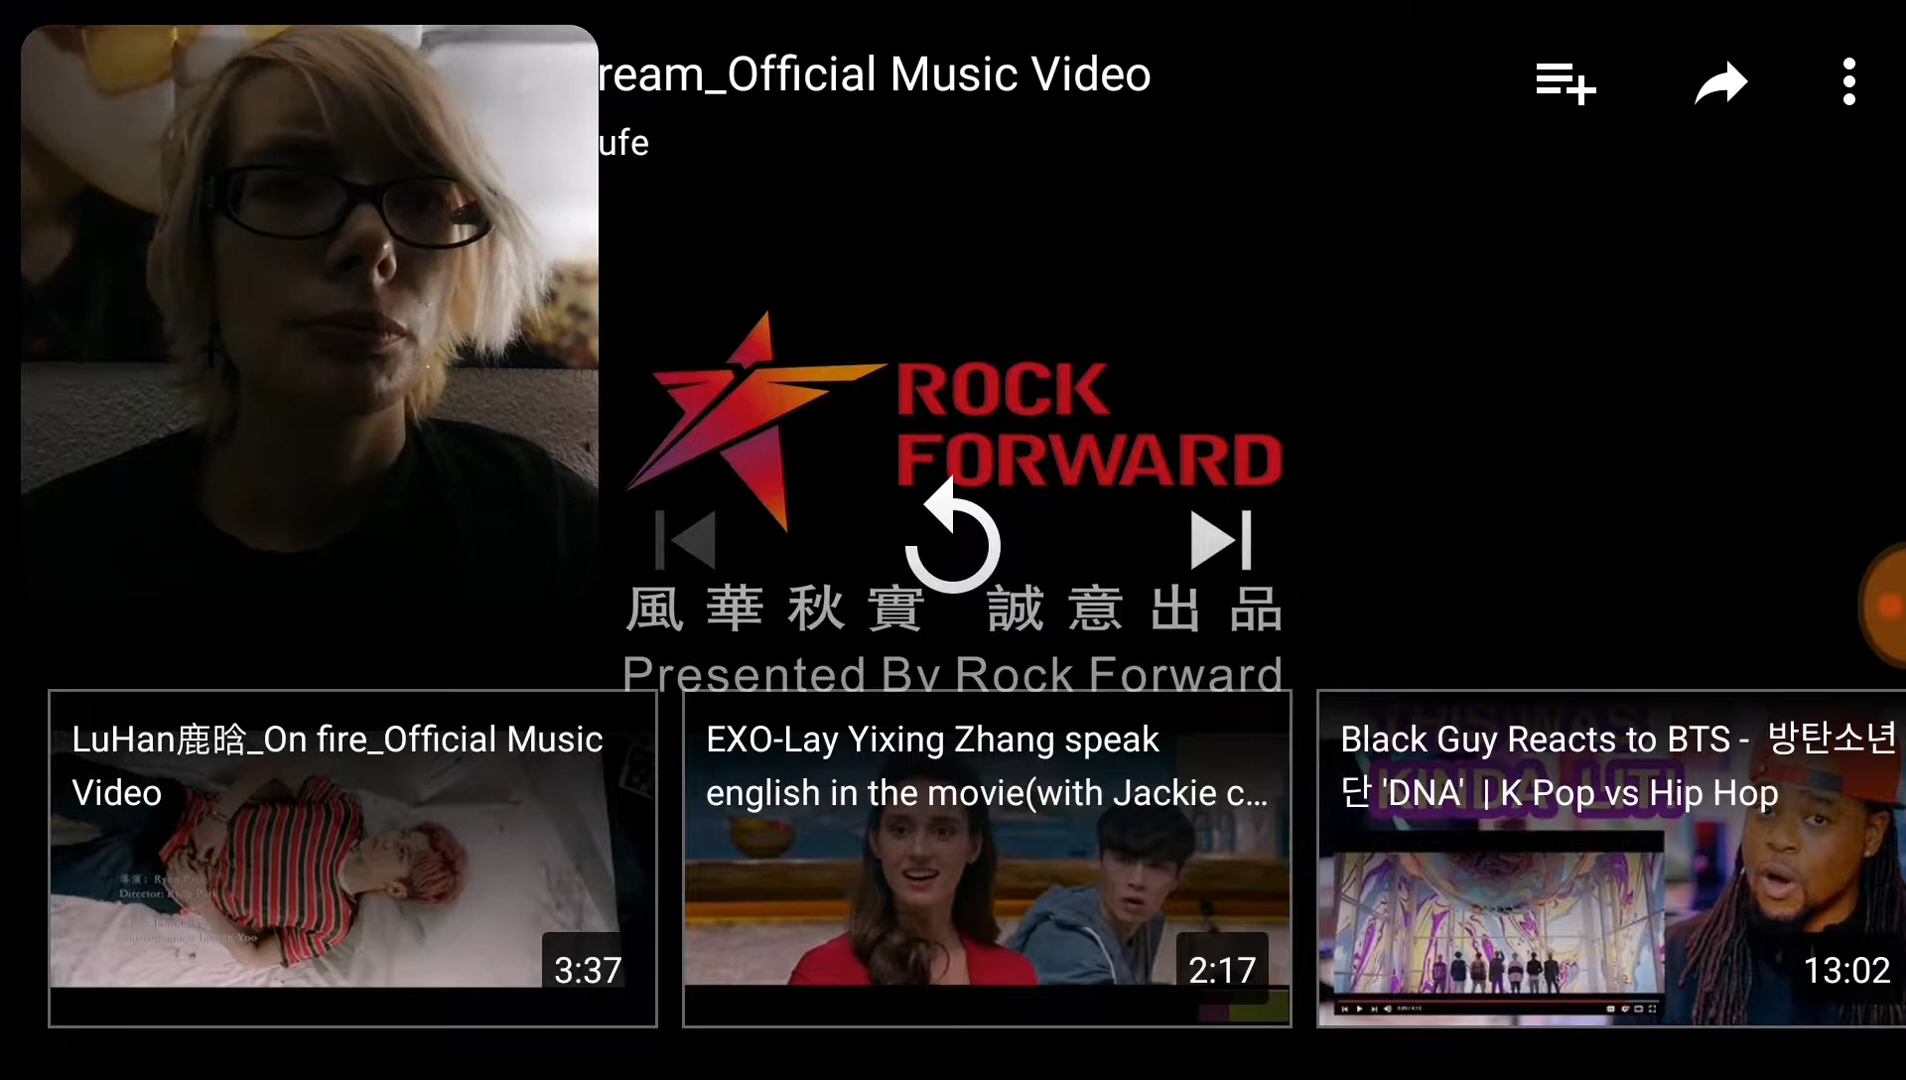 ream_Official Music Video
ufe
ROCK
FORWARD
風華秋實 誠意出品
Presented By Rock Forward
LuHan鹿晗_On fire_Official Music
Video
3:37
EXO-Lay Yixing Zhang speak
english in the movie(with Jackie c...
2:17
Black Guy Reacts to BTS - 방탄소년
단 'DNA' | K Pop vs Hip Hop
KINDA LIT!
13:02